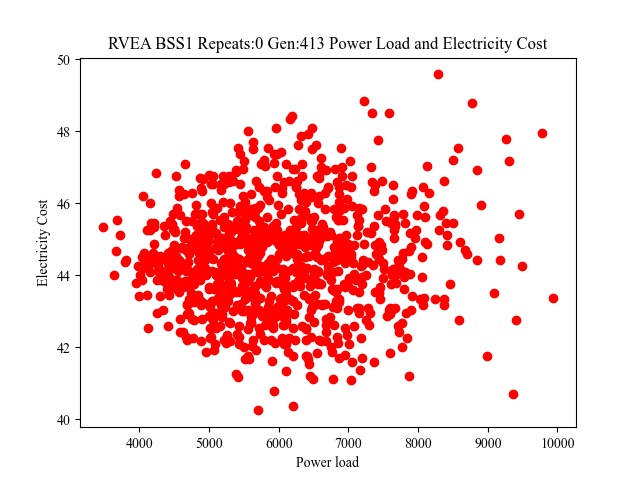 RVEA BSS1 Repeats:0 Gen:413 Power Load and Electricity Cost
50
48
46
44
42
40
Electricity Cost
4000 5000 6000 7000 8000 9000 10000
Power load